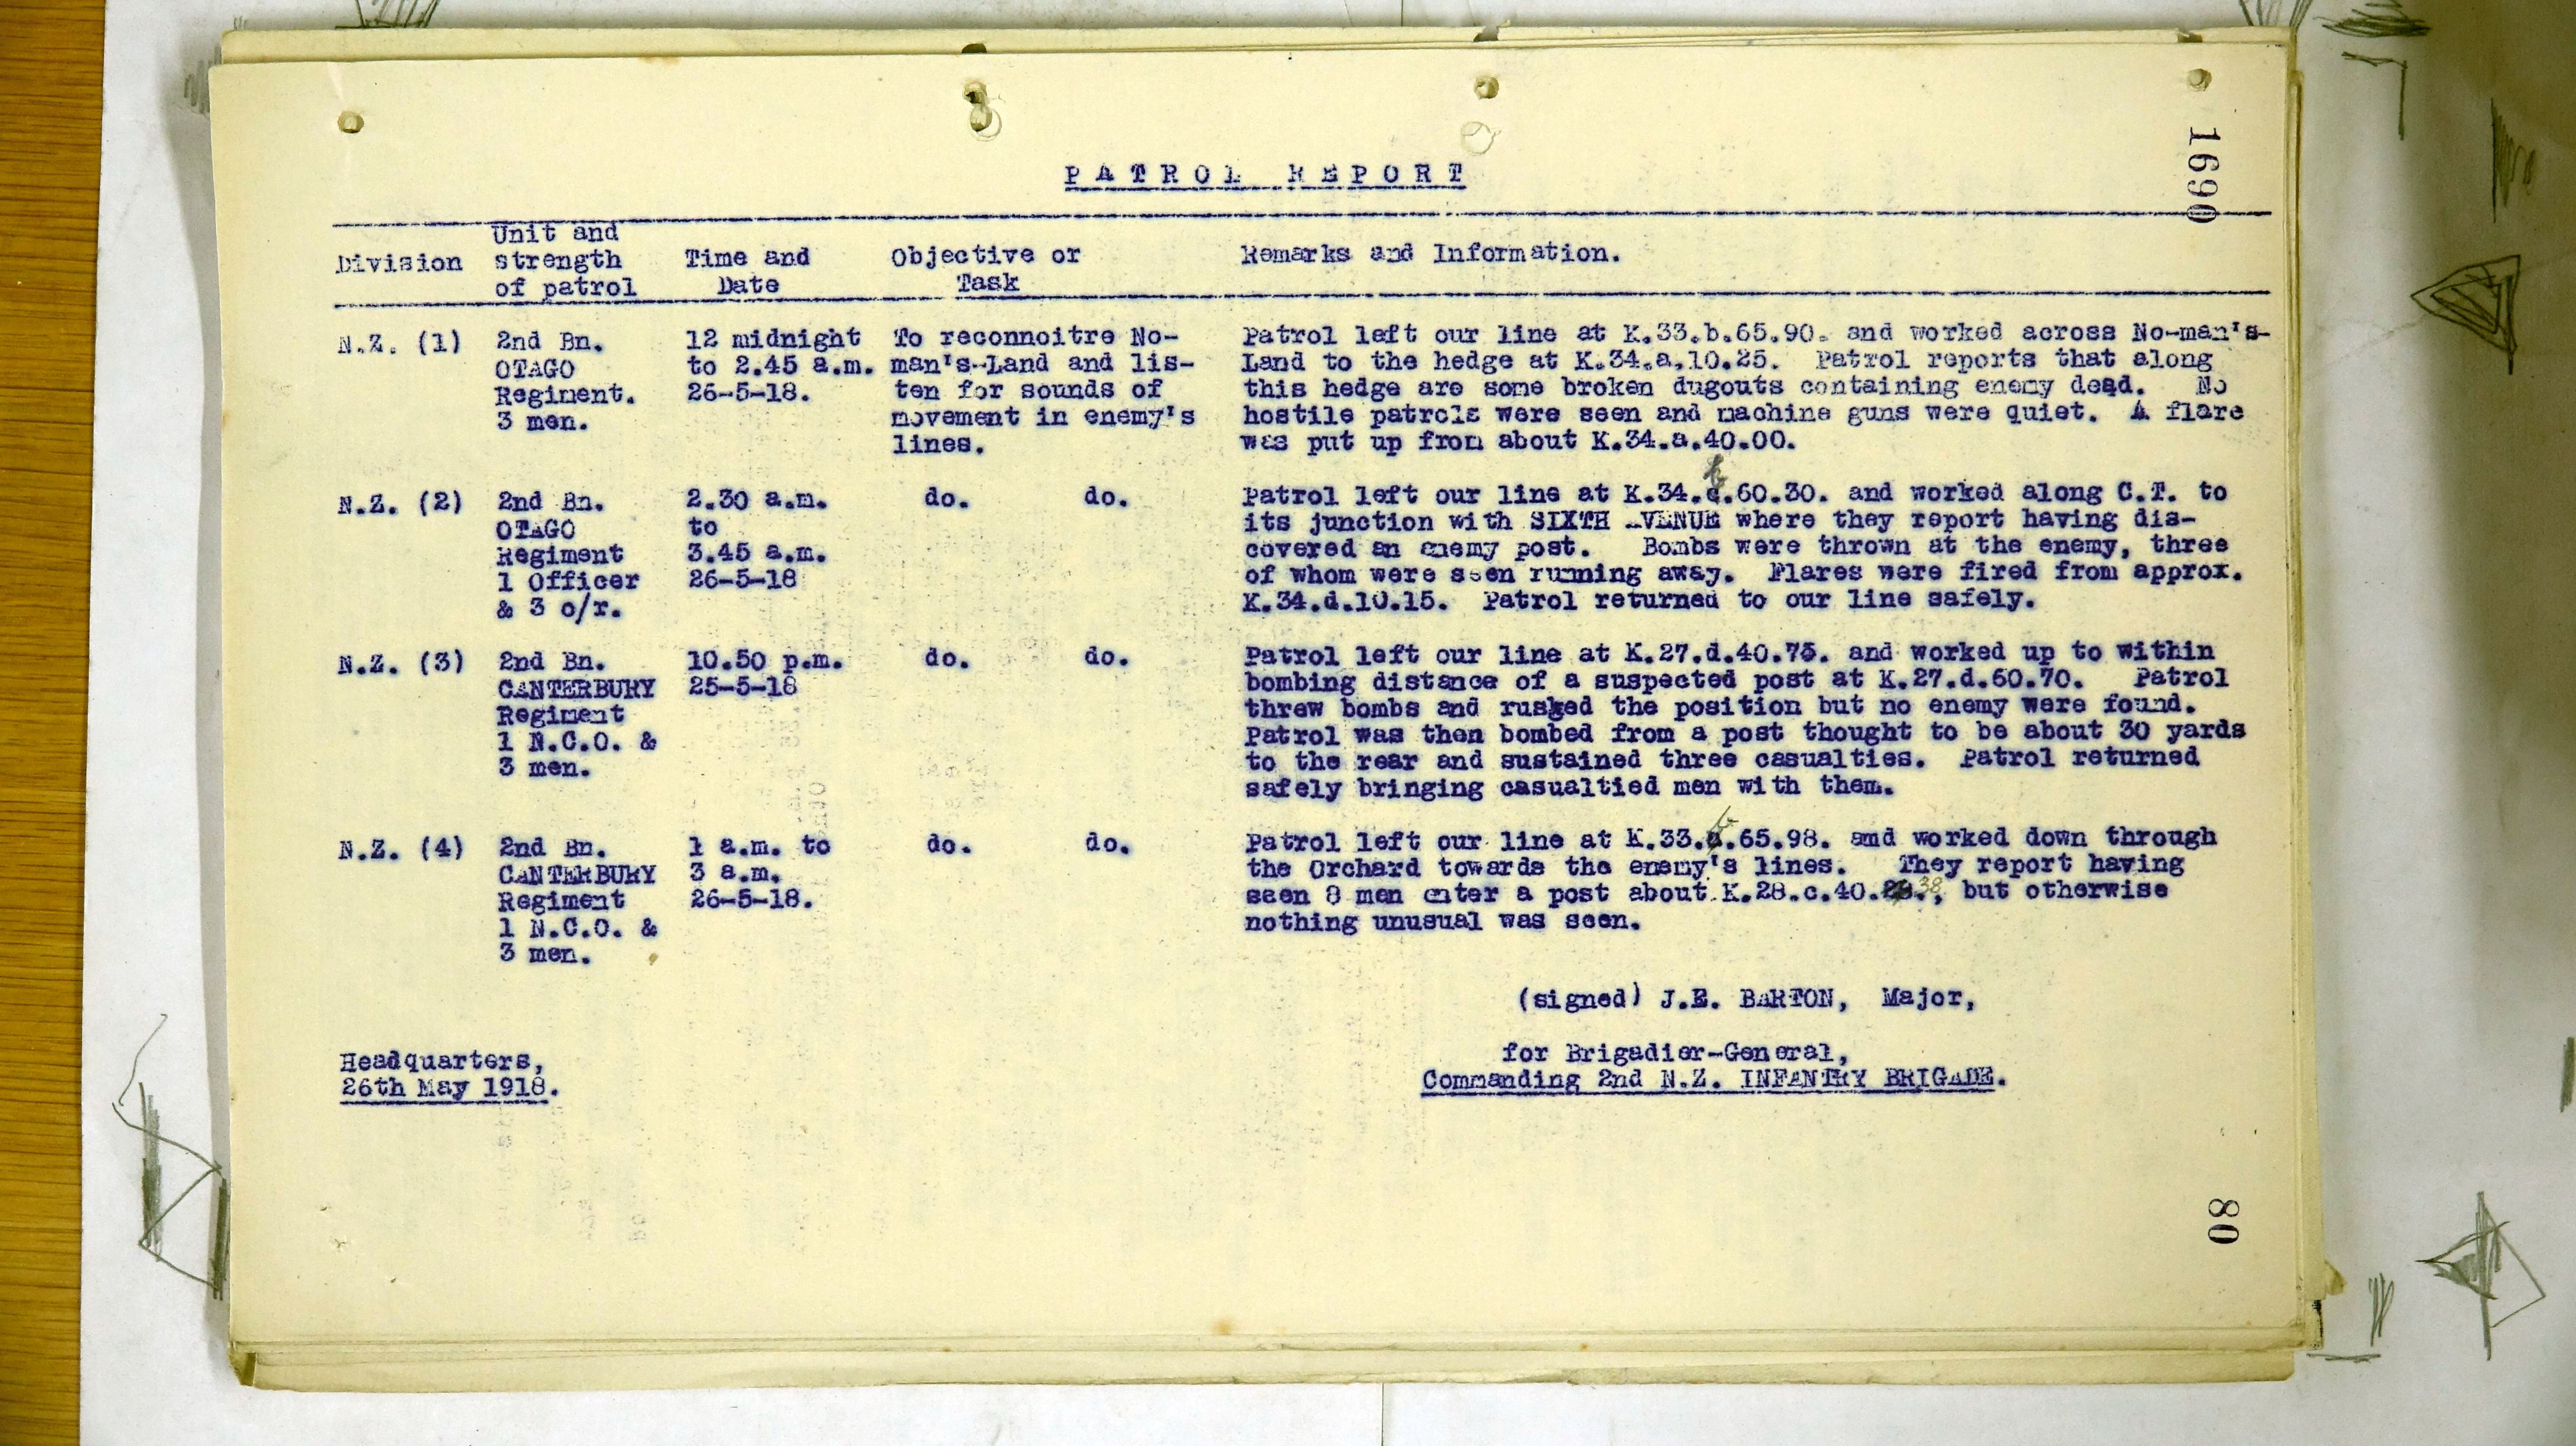 1690
PATROL REPORT
Division
Unit and
strength
of patrol
Time and
Date
Objective or
Task
Remarks and Information.
N.Z. (1)
2nd Bn.
OTAGO
Regiment.
3 men.
12 midnight
to 2.45 a.m.
26-5-18.
To reconnoitre No-
man's-Land and lis-
ten for sounds of
movement in enemy's
lines.
Patrol left our line at K.33.b.65.90. and worked across No-man's-
Land to the hedge at K.34.a.10.25. Patrol reports that along
this hedge are some broken dugouts containing enemy dead. No
hostile patrols were seen and machine guns were quiet. A flare
was put up from about K.34.a.40.00.
N.Z. (2)
2nd Bn.
OTAGO
Regiment
1 Officer
& 3 o/r.
2.30 a.m.
to
3.45 a.m.
26-5-18
do. do.
b
Patrol left our line at K.34.d.60.30. and worked along C.T. to
its junction with SIXTH AVENUE where they report having dis-
covered an enemy post. Bombs were thrown at the enemy, three
of whom were seen running away. Flares were fired from approx.
K.34.d.10.15. Patrol returned to our line safely.
N.Z. (3)
2nd Bn.
CANTERBURY
Regiment
1 N.C.O. &
3 men.
10.50 p.m.
25-5-18
do. do.
Patrol left our line at K.27.d.40.75. and worked up to within
bombing distance of a suspected post at K.27.d.60.70. Patrol
threw bombs and rushed the position but no enemy were found.
Patrol was then bombed from a post thought to be about 30 yards
to the rear and sustained three casualties. Patrol returned
safely bringing casualtied men with them.
N.Z. (4)
2nd Bn.
CANTERBURY
Regiment
1 N.C.O. &
3 men.
1 a.m. to
3 a.m.
26-5-18.
do. do.
b
Patrol left our line at K.33.a.65.98. and worked down through
the Orchard towards the enemy's lines. They report having
seen 8 men enter a post about K.28.c.40.38, but otherwise
nothing unusual was seen.
(signed) J.E. BARTON, Major,
for Brigadier-General,
Commanding 2nd N.Z. INFANTRY BRIGADE.
Headquarters,
26th May 1918.
80